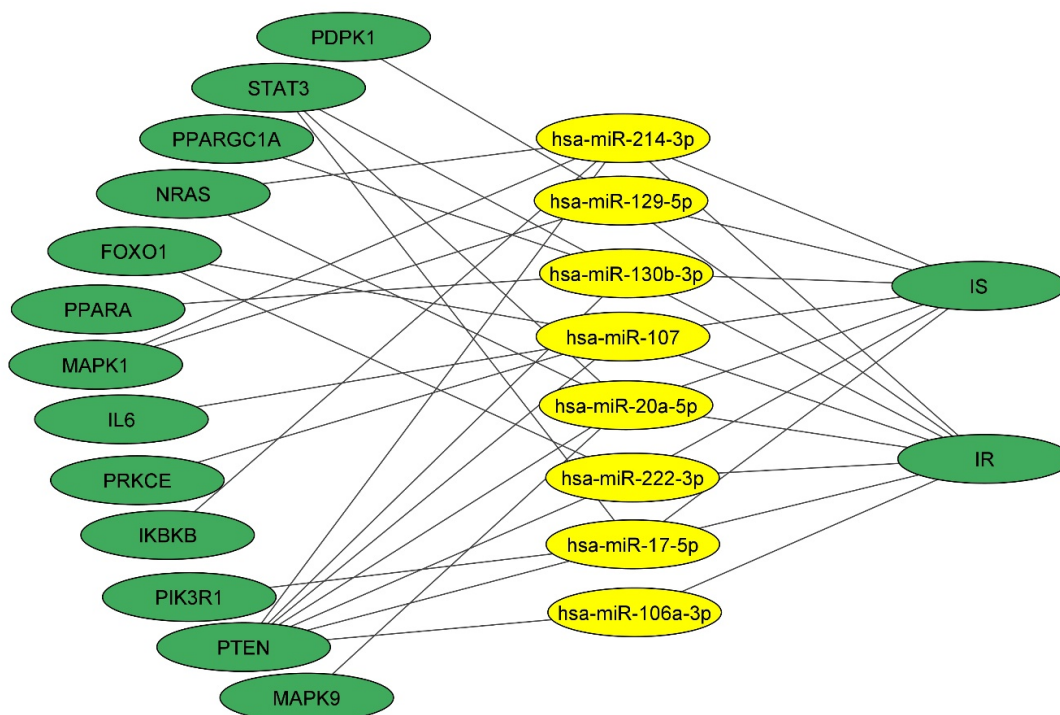 PDPK1
STAT3
PPARGC1A
NRAS
FOXO1
PPARA
MAPK1
IL6
PRKCE
IKBKB
PIK3R1
PTEN
MAPK9
hsa-miR-214-3p
hsa-miR-129-5p
hsa-miR-130b-3p
hsa-miR-107
hsa-miR-20a-5p
hsa-miR-222-3p
hsa-miR-17-5p
hsa-miR-106a-3p
IS
IR